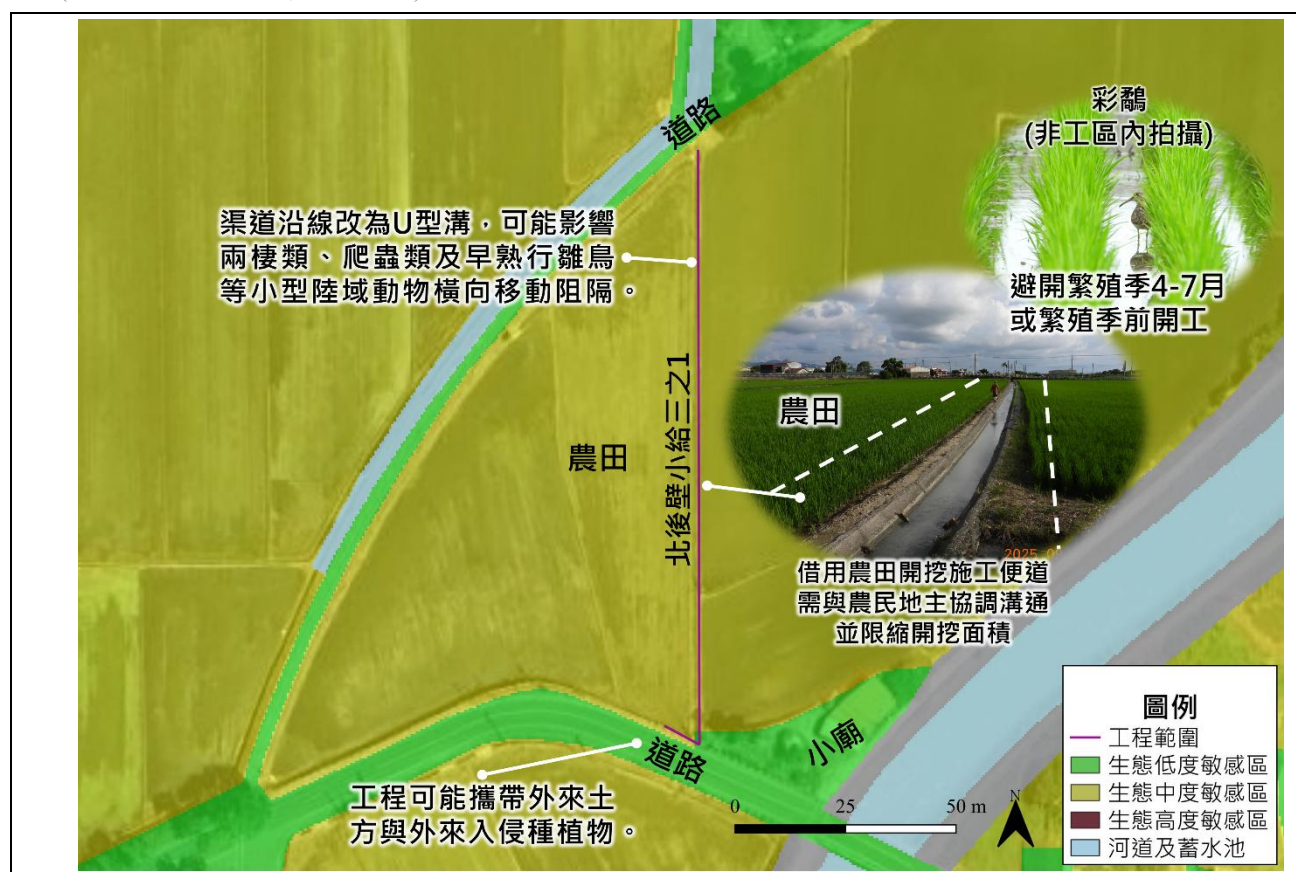 彩鷸
(非工區內拍攝)
避開繁殖季4-7月
或繁殖季前開工
道路
渠道沿線改為U型溝，可能影響
兩棲類、爬蟲類及早熟行雛鳥
等小型陸域動物橫向移動阻隔。
農田
農田
北後壁小給三之1
借用農田開挖施工便道
需與農民地主協調溝通
並限縮開挖面積
小廟
道路
工程可能攜帶外來土
方與外來入侵種植物。
0 25 50 m
N
圖例
工程範圍
生態低度敏感區
生態中度敏感區
生態高度敏感區
河道及蓄水池